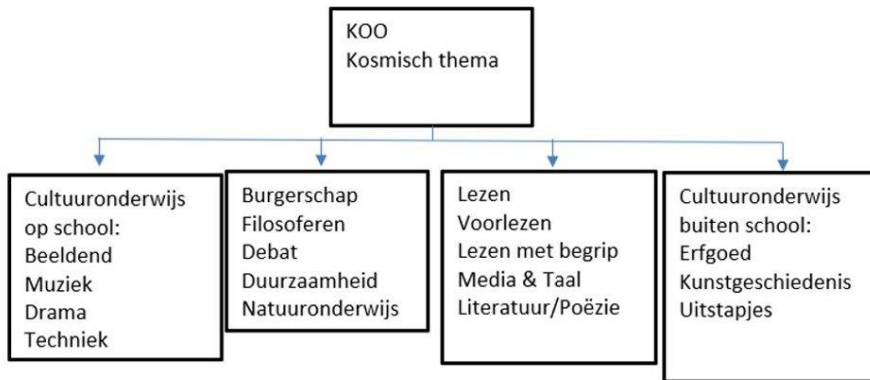 KOO
Kosmisch thema
Cultuuronderwijs
op school:
Beeldend
Muziek
Drama
Techniek
Burgerschap
Filosoferen
Debat
Duurzaamheid
Natuuronderwijs
Lezen
Voorlezen
Lezen met begrip
Media & Taal
Literatuur/Poëzie
Cultuuronderwijs
buiten school:
Erfgoed
Kunstgeschiedenis
Uitstapjes